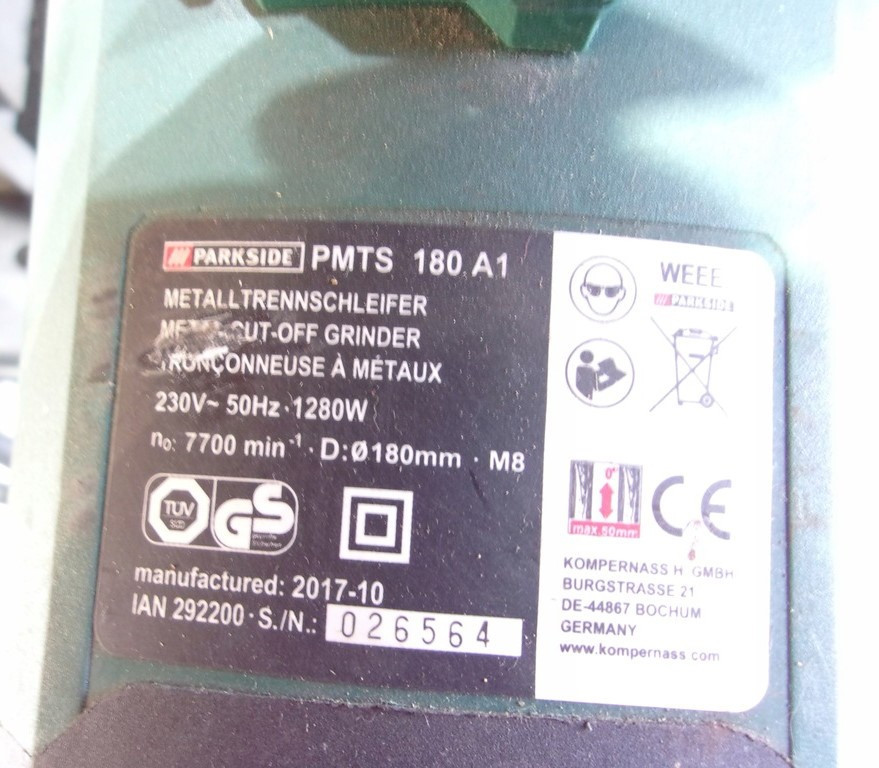 PARKSIDE PMTS 180 A1
METALLTRENNSCHLEIFER
METAL CUT-OFF GRINDER
TRONÇONNEUSE À MÉTAUX
230V~ 50Hz · 1280W
n₀: 7700 min⁻¹ · D:Ø180mm · M8
TÜV
SÜD
GS
manufactured: 2017-10
IAN 292200 · S./N.: 026564
WEEE
PARKSIDE
0°
max.50mm
CE
KOMPERNASS H GMBH
BURGSTRASSE 21
DE-44867 BOCHUM
GERMANY
www.kompernass com